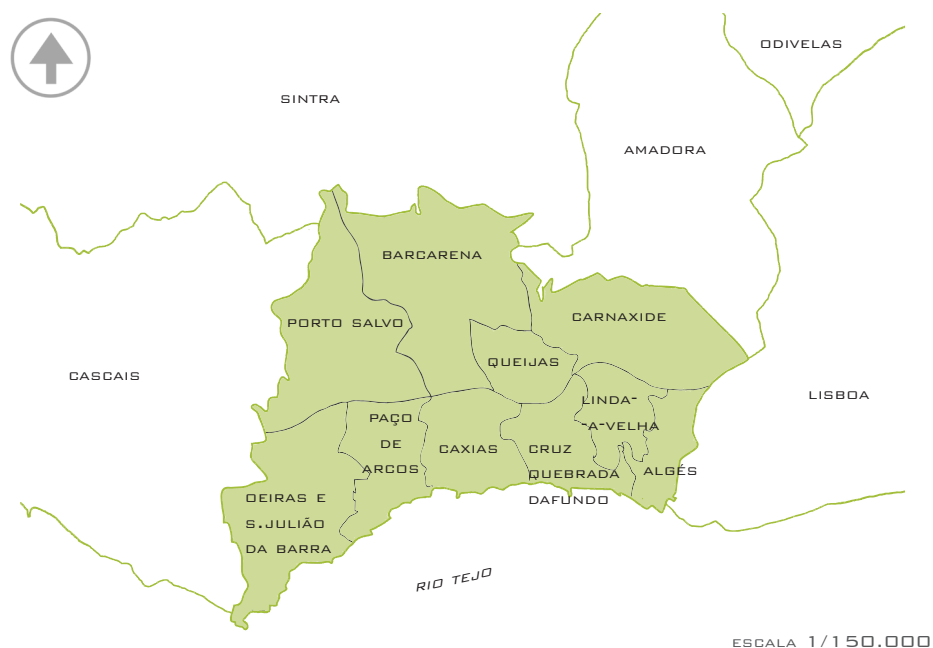 ODIVELAS
SINTRA
AMADORA
BARCARENA
CARNAXIDE
PORTO SALVO
QUEIJAS
CASCAIS
LISBOA
LINDA-
-A-VELHA
PAÇO
DE
ARCOS
CAXIAS
CRUZ
QUEBRADA
DAFUNDO
ALGÉS
OEIRAS E
S.JULIÃO
DA BARRA
RIO TEJO
ESCALA 1/150.000